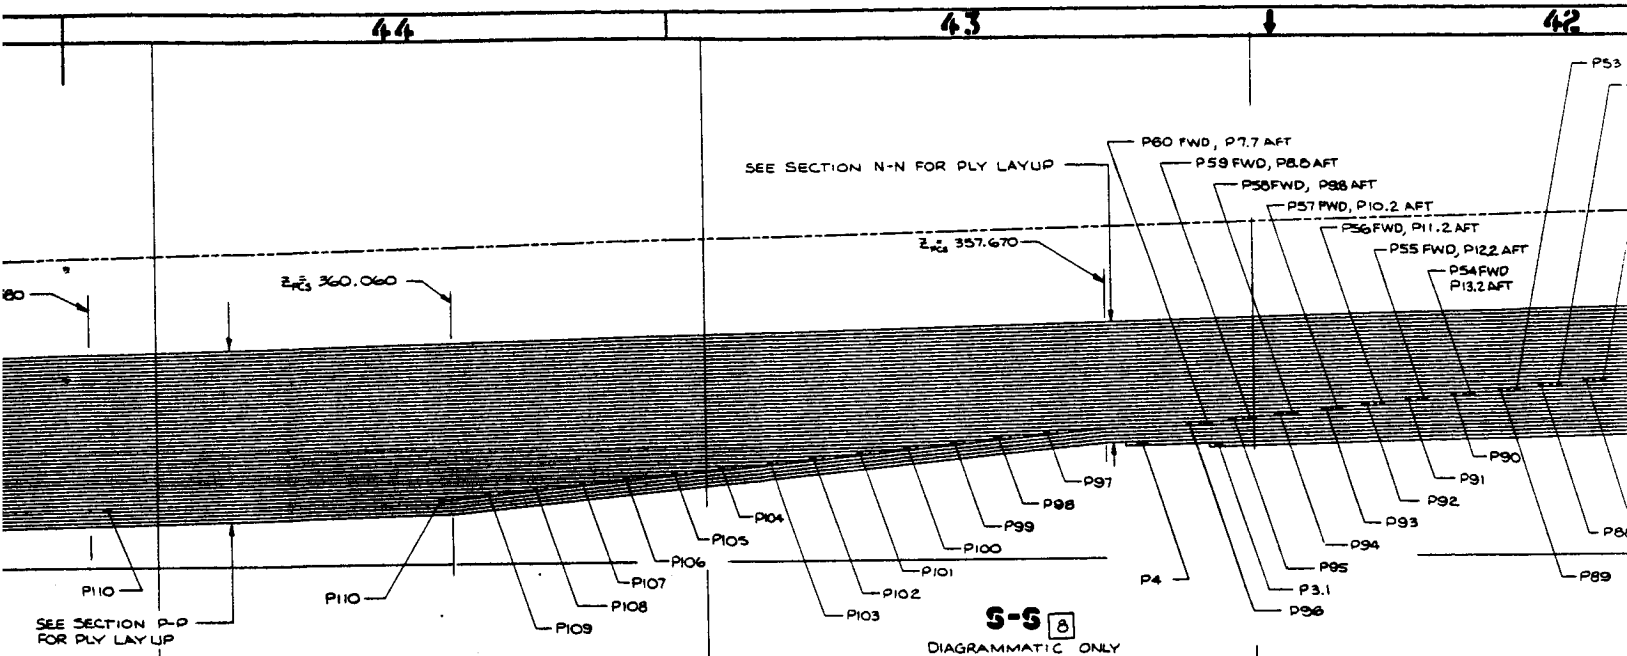 44
43
42
P53
P60 FWD, P7.7 AFT
SEE SECTION N-N FOR PLY LAYUP
P59 FWD, P8.8 AFT
P58 FWD, P9.8 AFT
P57 FWD, P10.2 AFT
P56 FWD, P11.2 AFT
P55 FWD, P12.2 AFT
P54 FWD
P13.2 AFT
Z PCS = 357.670
Z PCS = 360.060
80
P97
P98
P99
P100
P101
P102
P103
P104
P105
P106
P107
P108
P109
P110
P110
P90
P91
P92
P93
P94
P95
P3.1
P96
P4
P89
SEE SECTION P-P
FOR PLY LAYUP
S-S 8
DIAGRAMMATIC ONLY